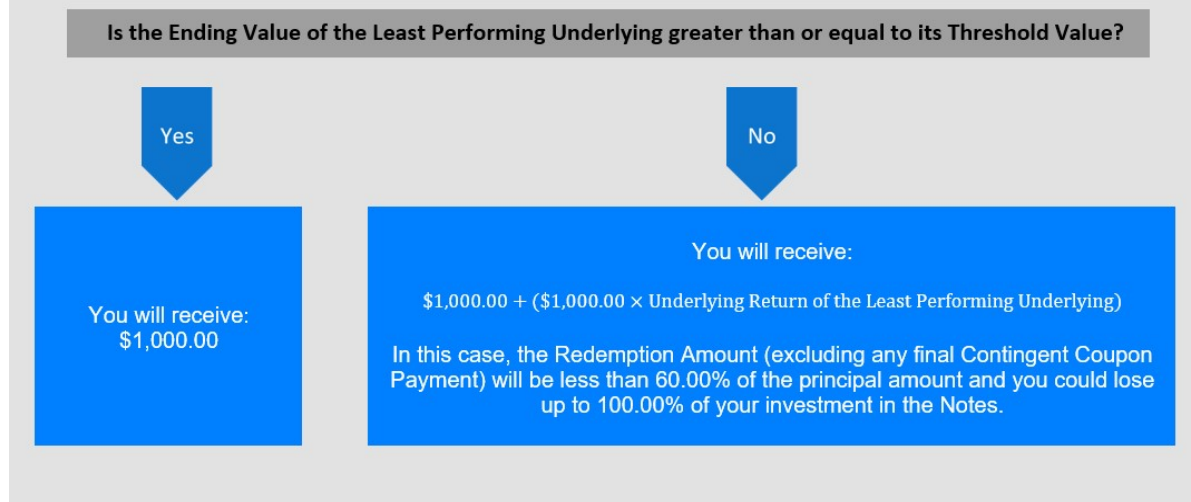 Is the Ending Value of the Least Performing Underlying greater than or equal to its Threshold Value?
Yes
No
You will receive:
$1,000.00
You will receive:
$1,000.00 + ($1,000.00 × Underlying Return of the Least Performing Underlying)
In this case, the Redemption Amount (excluding any final Contingent Coupon
Payment) will be less than 60.00% of the principal amount and you could lose
up to 100.00% of your investment in the Notes.